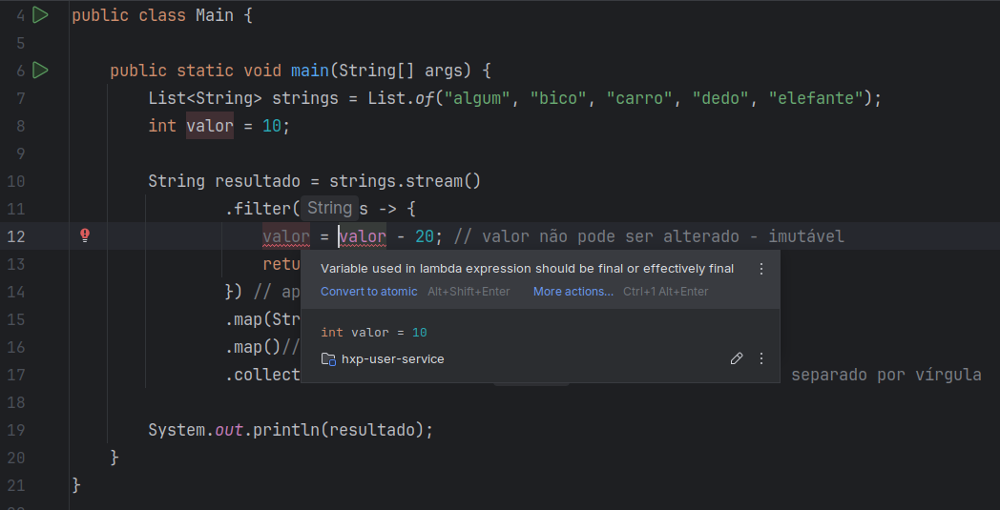 4 public class Main {
5
6 public static void main(String[] args) {
7 List<String> strings = List.of("algum", "bico", "carro", "dedo", "elefante");
8 int valor = 10;
9
10 String resultado = strings.stream()
11 .filter( String s -> {
12 valor = valor - 20; // valor não pode ser alterado - imutável
Variable used in lambda expression should be final or effectively final
13 retu
Convert to atomic Alt+Shift+Enter More actions... Ctrl+1 Alt+Enter
14 }) // ap
15 .map(Str
int valor = 10
16 .map()//
hxp-user-service
17 .collect separado por vírgula
18
19 System.out.println(resultado);
20 }
21 }